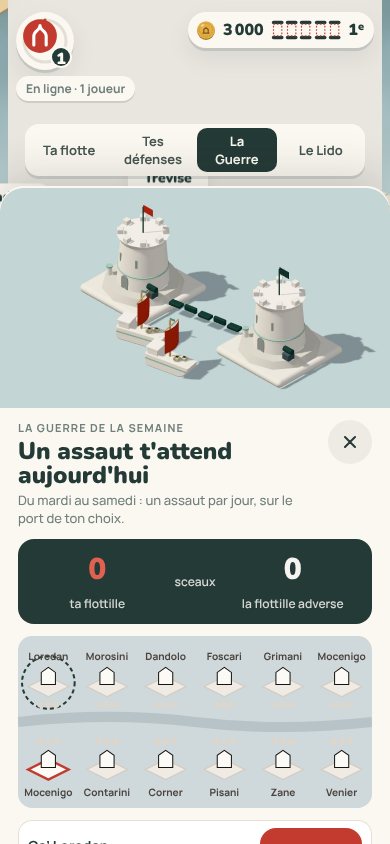 1
3 000 1e
En ligne · 1 joueur
Ta flotte
Tes défenses
La Guerre
Le Lido
Trévise
LA GUERRE DE LA SEMAINE
Un assaut t'attend
aujourd'hui
Du mardi au samedi : un assaut par jour, sur le
port de ton choix.
0 sceaux 0
ta flottille la flottille adverse
Loredan Morosini Dandolo Foscari Grimani Mocenigo
Mocenigo Contarini Corner Pisani Zane Venier